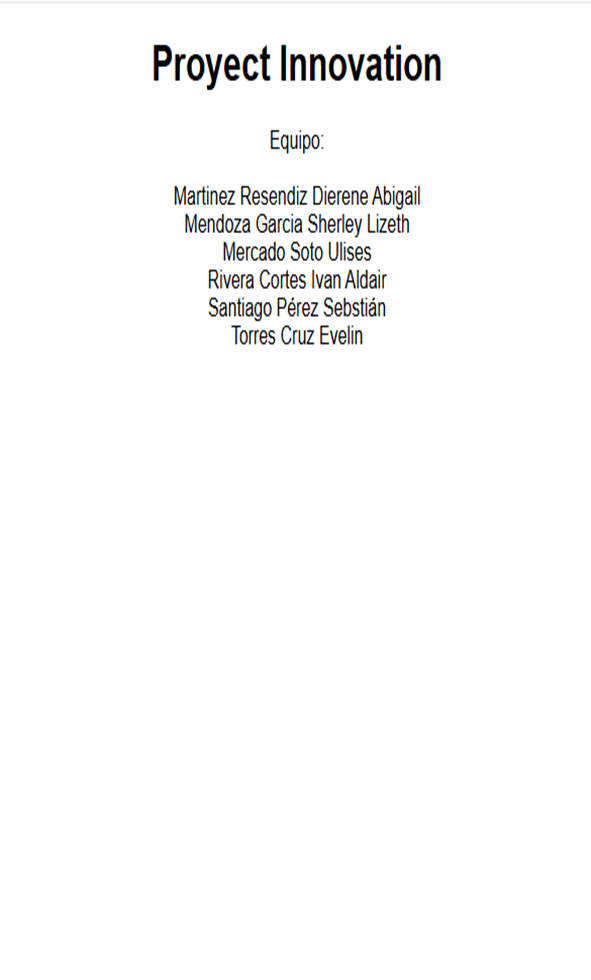 Proyect Innovation
Equipo:
Martinez Resendiz Dierene Abigail
Mendoza Garcia Sherley Lizeth
Mercado Soto Ulises
Rivera Cortes Ivan Aldair
Santiago Pérez Sebstián
Torres Cruz Evelin